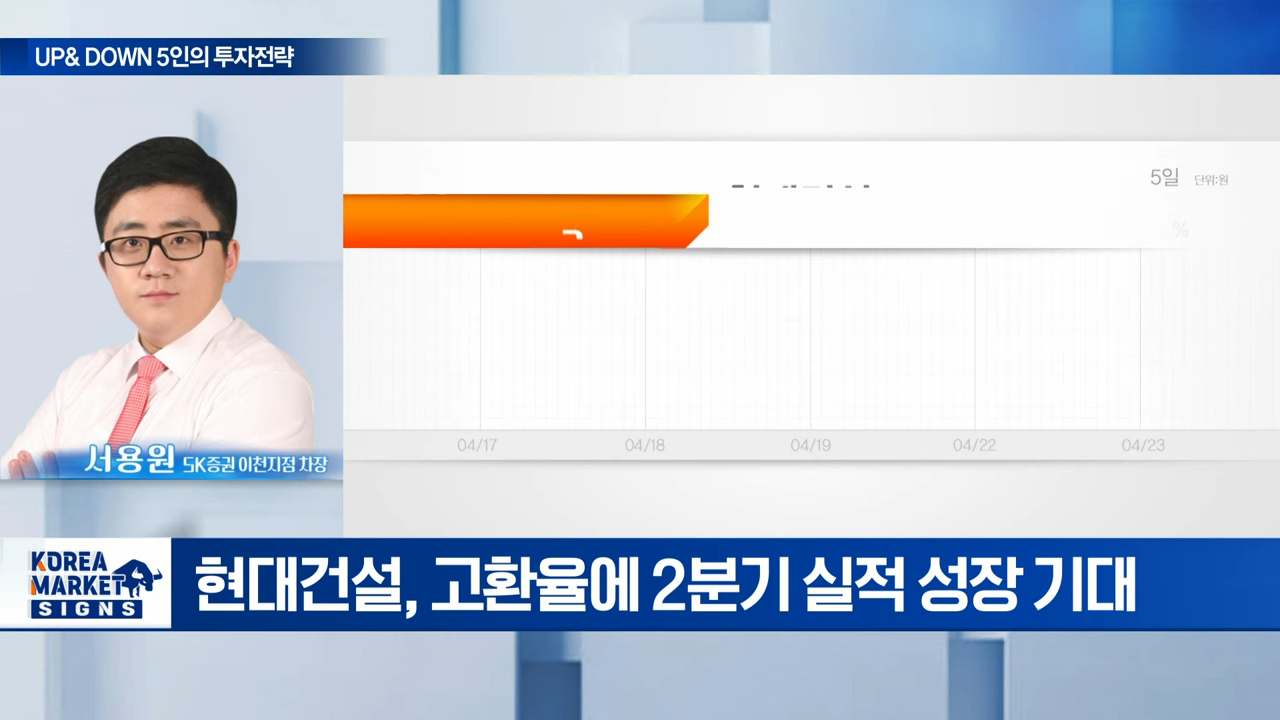 UP& DOWN 5인의 투자전략
5일 단위:원
%
04/17 04/18 04/19 04/22 04/23
서용원 SK증권 이천지점 차장
KOREA
MARKET
SIGNS
현대건설, 고환율에 2분기 실적 성장 기대